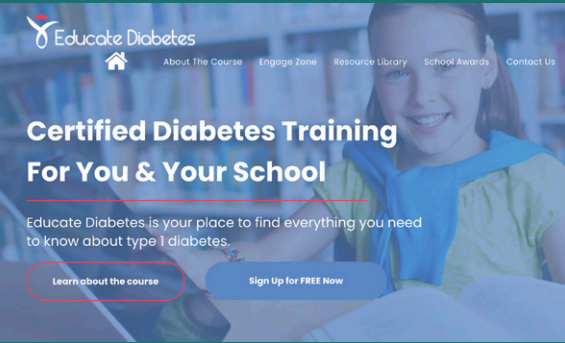 Educate Diabetes
About The Course Engage Zone Resource Library School Awards Contact Us
Certified Diabetes Training
For You & Your School
Educate Diabetes is your place to find everything you need
to know about type 1 diabetes.
Learn about the course Sign Up for FREE Now